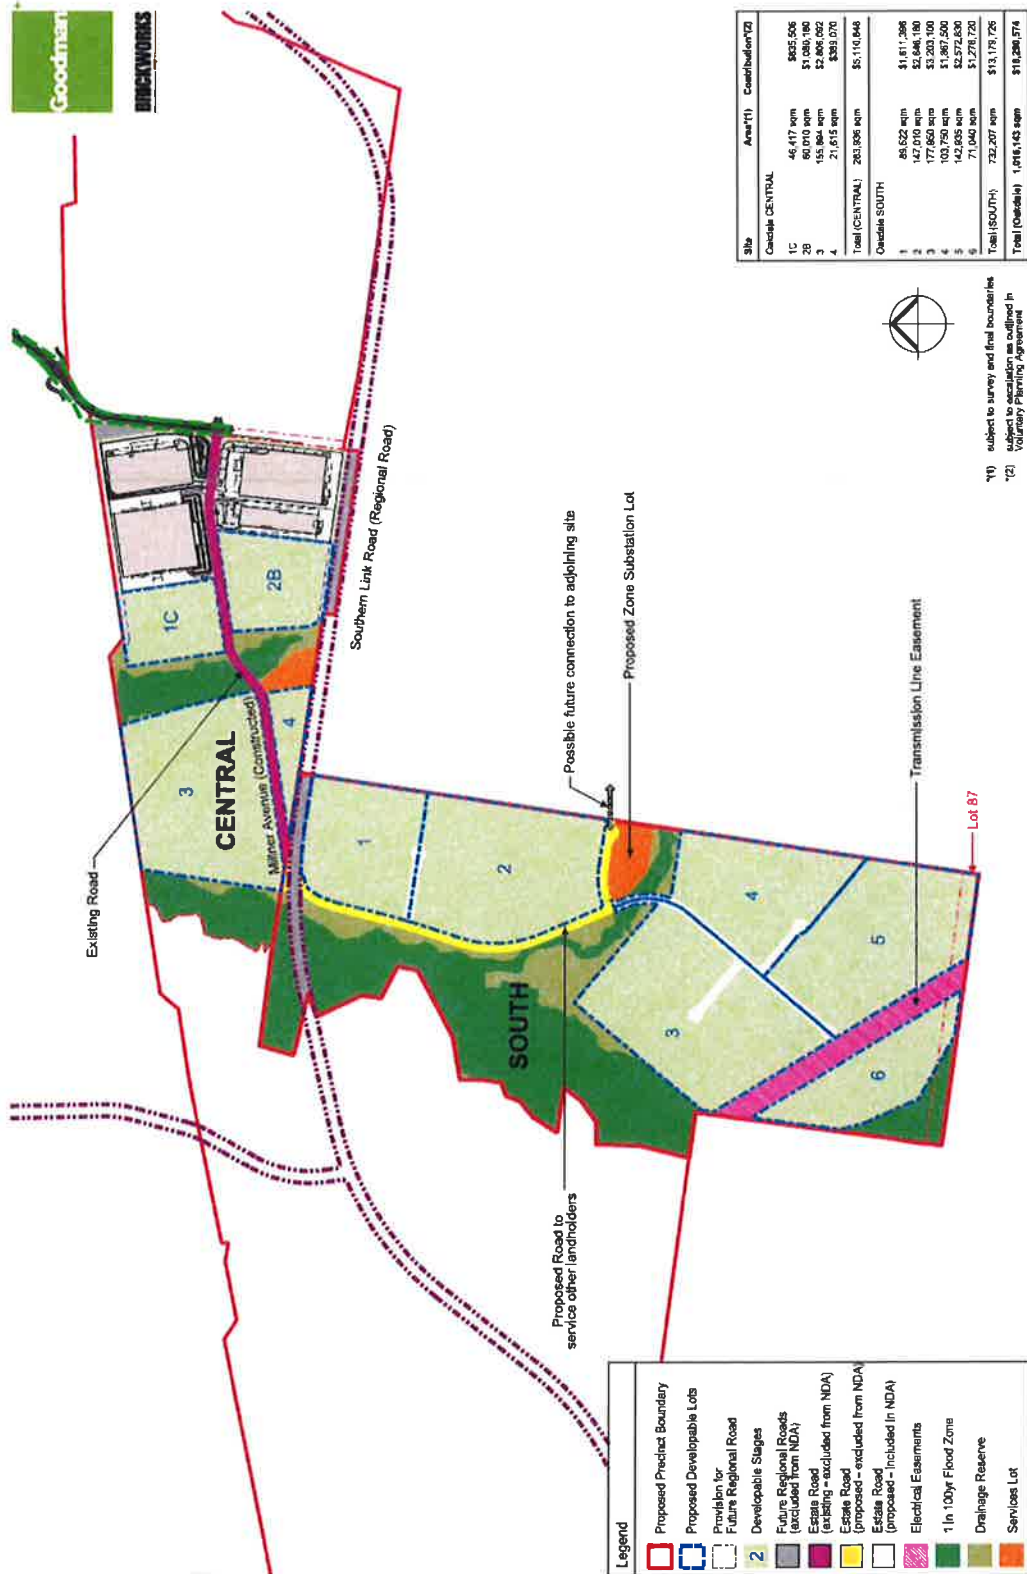 Goodman
BRICKWORKS
Site Area*(1) Contribution*(2)
Oakdale CENTRAL
1C 46,417 sqm $835,506
2B 60,010 sqm $1,080,180
3 155,894 sqm $2,806,092
4 21,615 sqm $389,070
Total (CENTRAL) 283,936 sqm $5,110,848
Oakdale SOUTH
1 89,522 sqm $1,611,396
2 147,010 sqm $2,646,180
3 177,950 sqm $3,203,100
4 103,750 sqm $1,867,500
5 142,935 sqm $2,572,830
6 71,040 sqm $1,278,720
Total (SOUTH) 732,207 sqm $13,179,726
Total (Oakdale) 1,016,143 sqm $18,290,574
*(1) subject to survey and final boundaries
*(2) subject to escalation as outlined in
Voluntary Planning Agreement
Existing Road
CENTRAL
Millner Avenue (Constructed)
1C
2B
3
4
Southern Link Road (Regional Road)
Possible future connection to adjoining site
Proposed Zone Substation Lot
Transmission Line Easement
Lot 87
SOUTH
1
2
3
4
5
6
Proposed Road to
service other landholders
Legend
Proposed Precinct Boundary
Proposed Developable Lots
Provision for
Future Regional Road
2 Developable Stages
Future Regional Roads
(excluded from NDA)
Estate Road
(existing - excluded from NDA)
Estate Road
(proposed - excluded from NDA)
Estate Road
(proposed - included in NDA)
Electrical Easements
1 in 100yr Flood Zone
Drainage Reserve
Services Lot